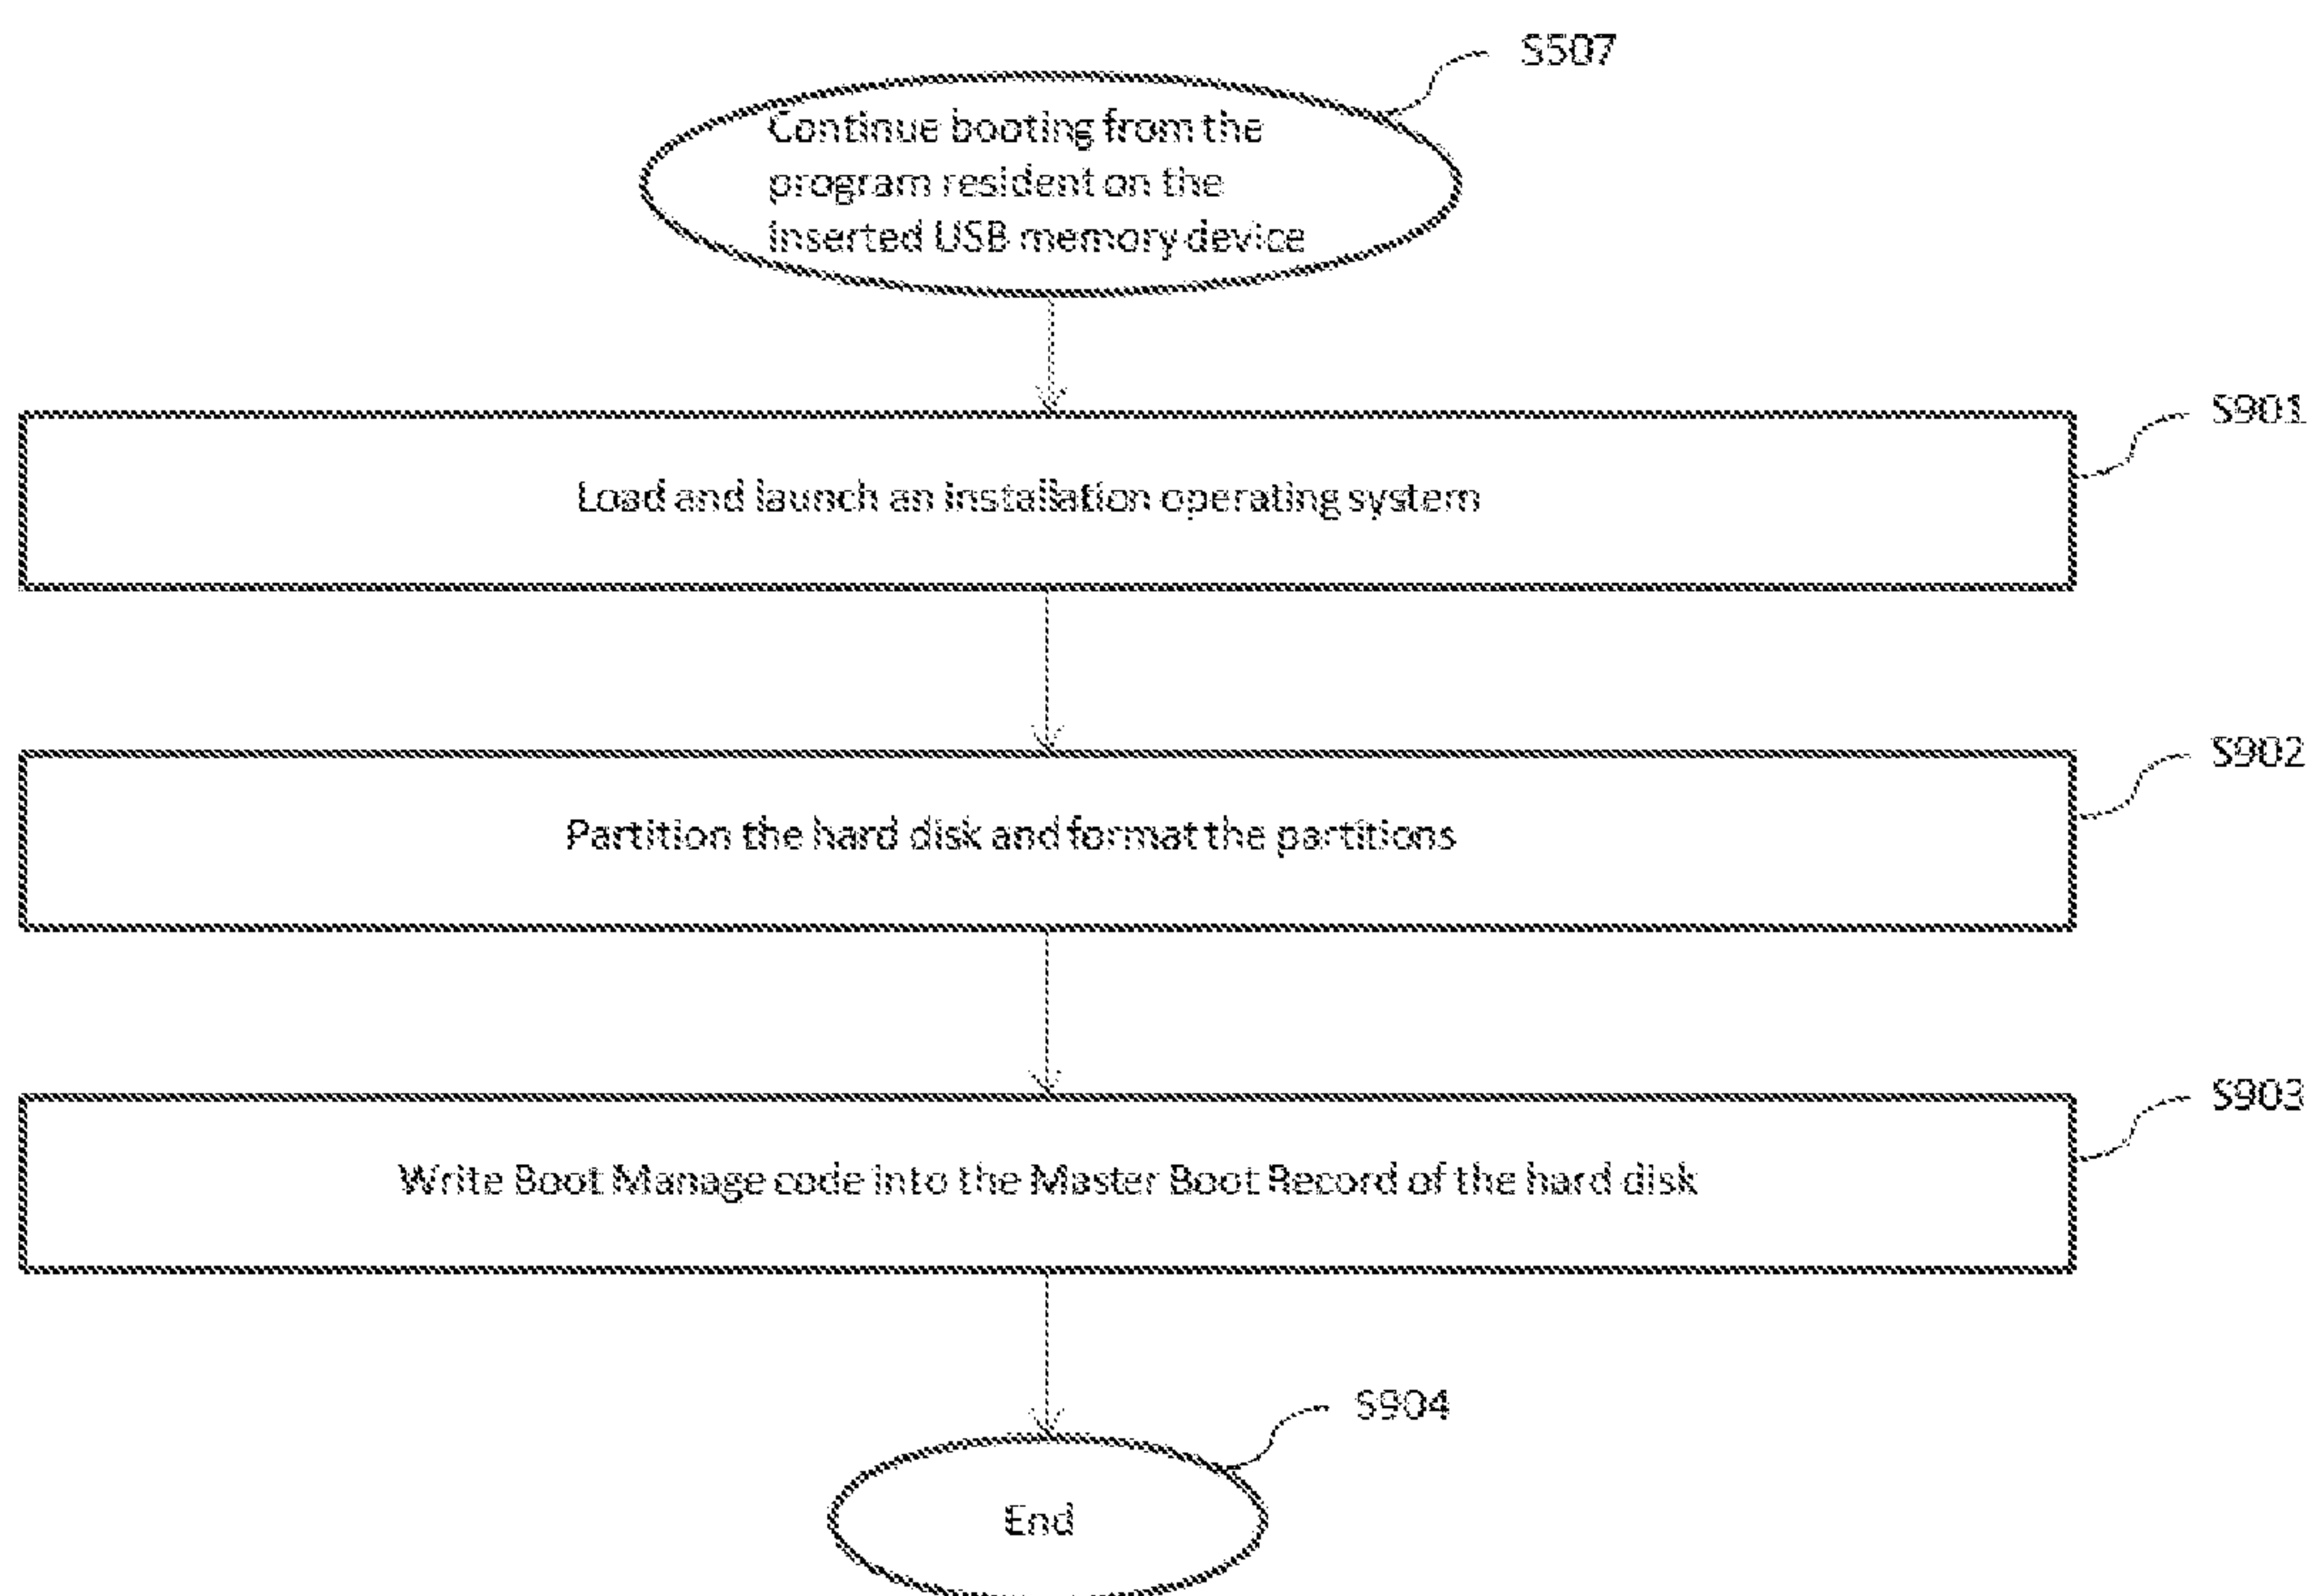 S507
Continue booting from the
program resident on the
inserted USB memory device
S901
Load and launch an installation operating system
S902
Partition the hard disk and format the partitions
S903
Write Boot Manage code into the Master Boot Record of the hard disk
S904
End